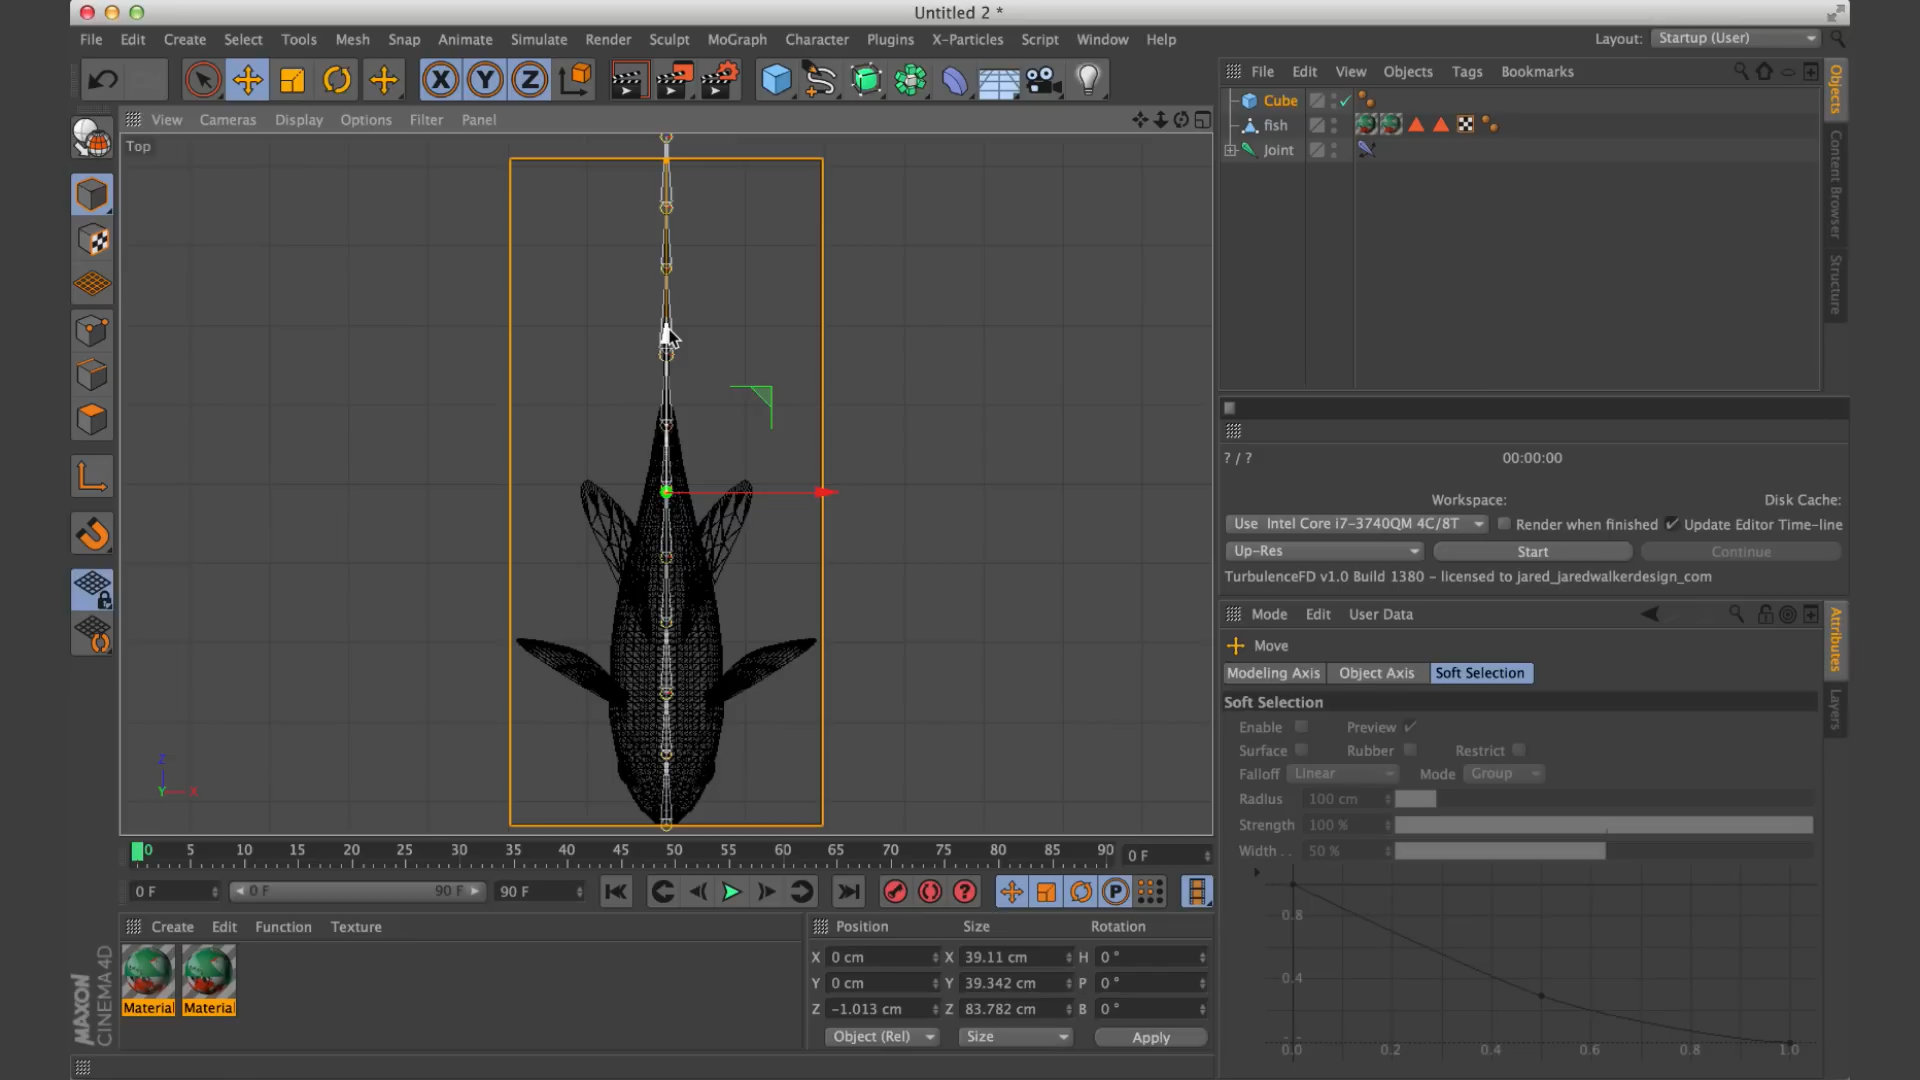 Untitled 2 *
File Edit Create Select Tools Mesh Snap Animate Simulate Render Sculpt MoGraph Character Plugins X-Particles Script Window Help Layout: Startup (User)
X Y Z
File Edit View Objects Tags Bookmarks
View Cameras Display Options Filter Panel
Top
Cube
fish
Joint
Objects
Content Browser
Structure
? / ? 00:00:00
Workspace: Disk Cache:
Use Intel Core i7-3740QM 4C/8T Render when finished Update Editor Time-line
Up-Res Start Continue
TurbulenceFD v1.0 Build 1380 – licensed to jared_jaredwalkerdesign_com
Mode Edit User Data
Move
Modeling Axis Object Axis Soft Selection
Soft Selection
Enable Preview
Surface Rubber Restrict
Falloff Linear Mode Group
Radius 100 cm
Strength 100 %
Width . . 50 %
0.8
0.4
0.0 0.2 0.4 0.6 0.8 1.0
Attributes
Layers
Z
Y X
0 5 10 15 20 25 30 35 40 45 50 55 60 65 70 75 80 85 90 0 F
0 F 0 F 90 F 90 F
P
Create Edit Function Texture
Material Material
MAXON
CINEMA 4D
Position Size Rotation
X 0 cm X 39.11 cm H 0 °
Y 0 cm Y 39.342 cm P 0 °
Z -1.013 cm Z 83.782 cm B 0 °
Object (Rel) Size Apply